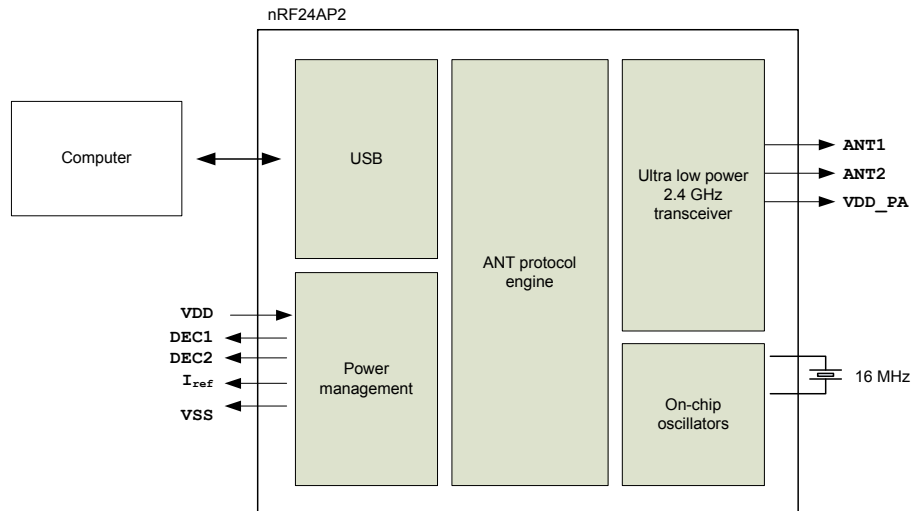 nRF24AP2
Computer
USB
ANT protocol
engine
Ultra low power
2.4 GHz
transceiver
ANT1
ANT2
VDD_PA
VDD
DEC1
DEC2
Iref
VSS
Power
management
On-chip
oscillators
16 MHz